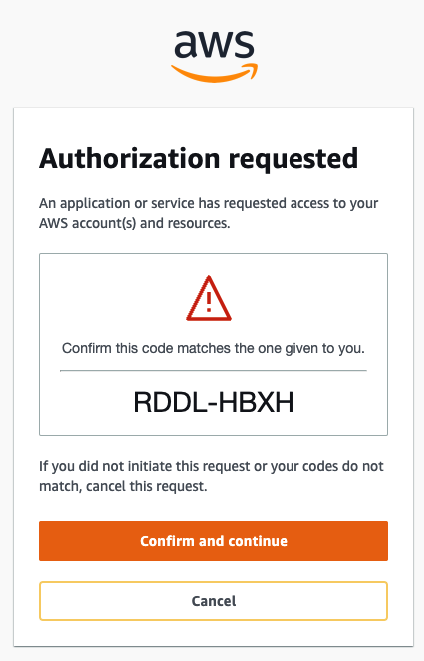 aws
Authorization requested
An application or service has requested access to your
AWS account(s) and resources.
Confirm this code matches the one given to you.
RDDL-HBXH
If you did not initiate this request or your codes do not
match, cancel this request.
Confirm and continue
Cancel